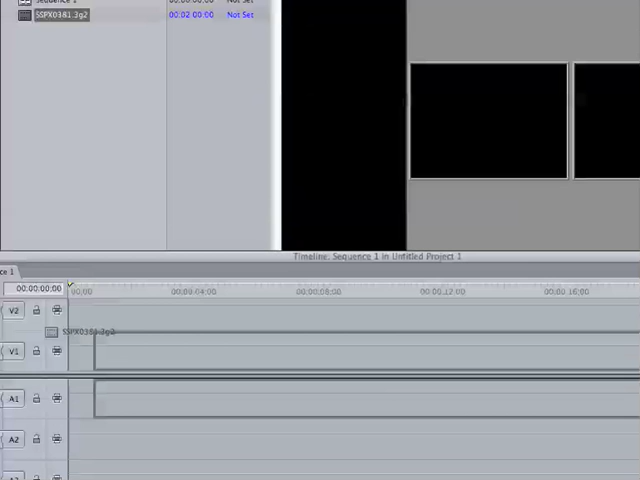 Sequence 1 00:00:00:00 Not Set
SSPX0381.3g2 00:02:00:00 Not Set
Timeline: Sequence 1 in Untitled Project 1
ce 1
00:00:00:00 00:00 00:00:04:00 00:00:08:00 00:00:12:00 00:00:16:00
V2
SSPX0381.3g2
V1
A1
A2